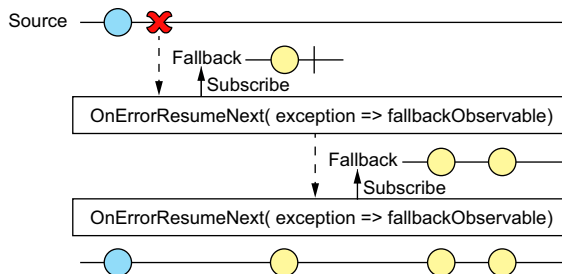 Source
Fallback
Subscribe
OnErrorResumeNext( exception => fallbackObservable)
Fallback
Subscribe
OnErrorResumeNext( exception => fallbackObservable)